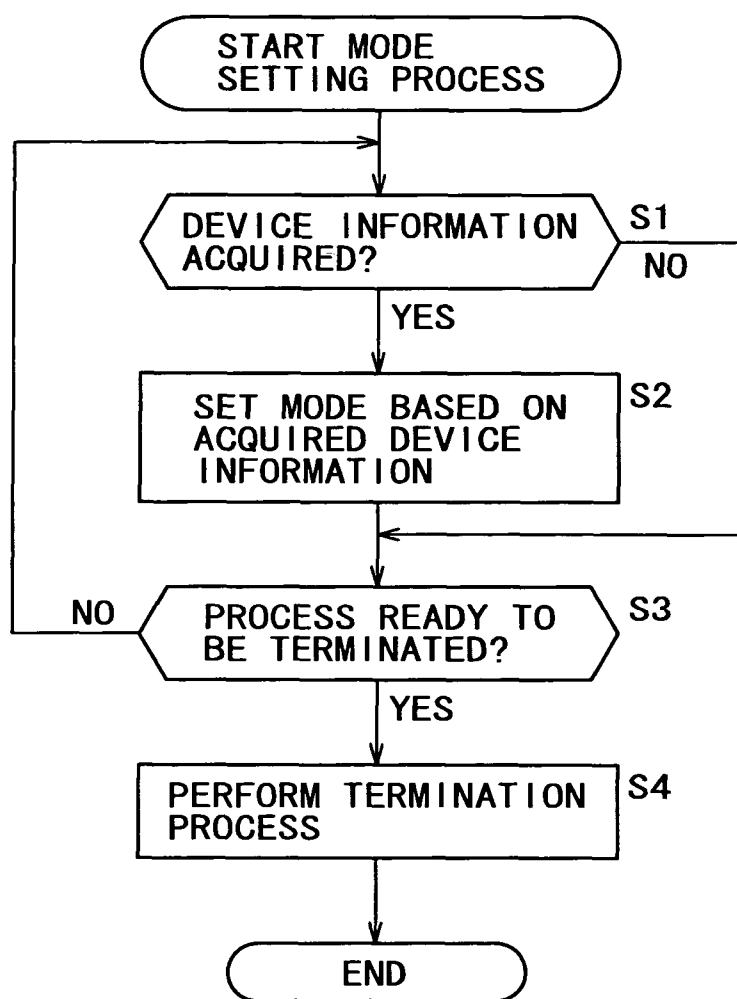 START MODE
SETTING PROCESS
DEVICE INFORMATION
ACQUIRED?
S1
NO
YES
SET MODE BASED ON
ACQUIRED DEVICE
INFORMATION
S2
NO
PROCESS READY TO
BE TERMINATED?
S3
YES
PERFORM TERMINATION
PROCESS
S4
END